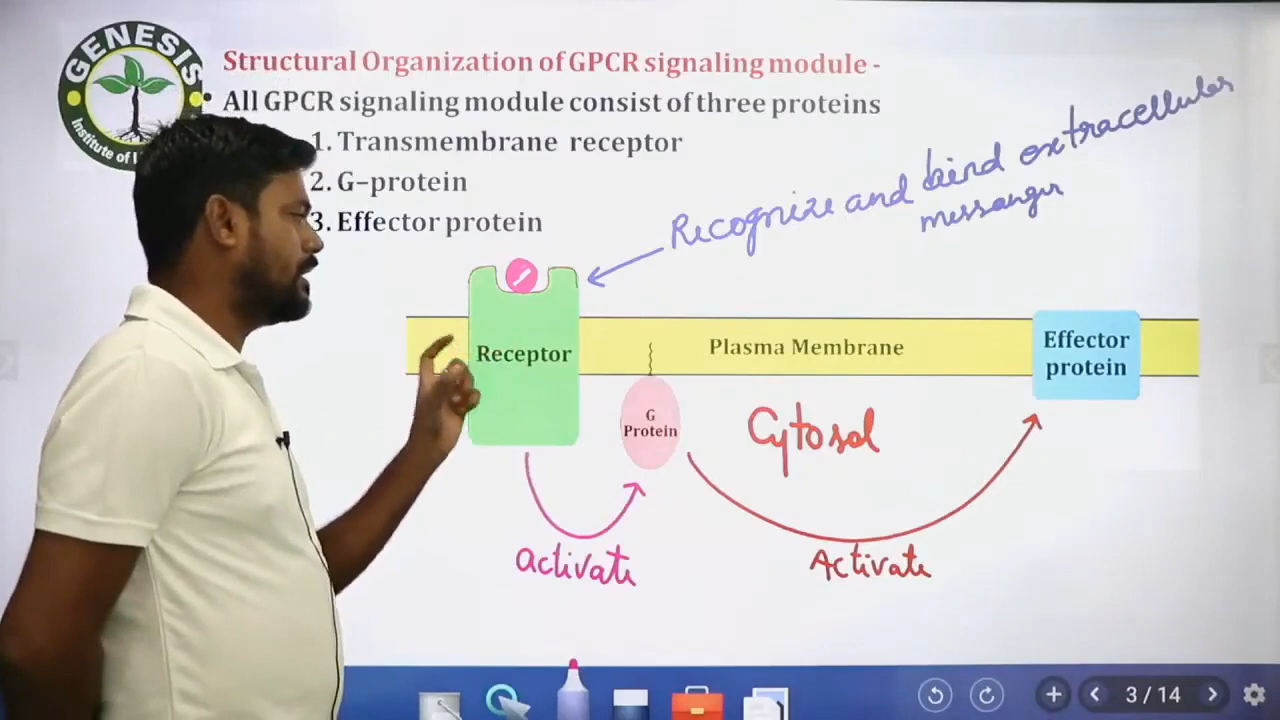 GENESIS
Institute of L
Structural Organization of GPCR signaling module -
• All GPCR signaling module consist of three proteins
1. Transmembrane receptor
2. G-protein
3. Effector protein
Recognize and bind extracellular
messanger
Receptor
Plasma Membrane
Effector
protein
G
Protein
Cytosol
activate
Activate
3 / 14